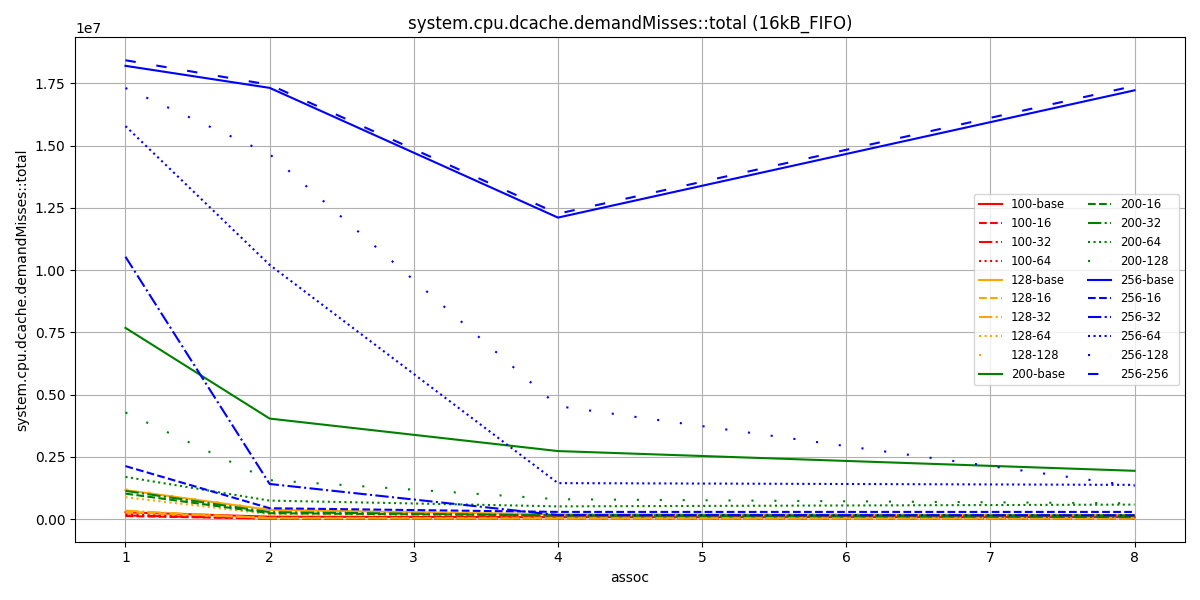 system.cpu.dcache.demandMisses::total (16kB_FIFO)
1e7
system.cpu.dcache.demandMisses::total
17.5
1.75
1.50
1.25
1.00
0.75
0.50
0.25
0.00
1 2 3 4 5 6 7 8
assoc
100-base
100-16
100-32
100-64
128-base
128-16
128-32
128-64
128-128
200-base
200-16
200-32
200-64
200-128
256-base
256-16
256-32
256-64
256-128
256-256